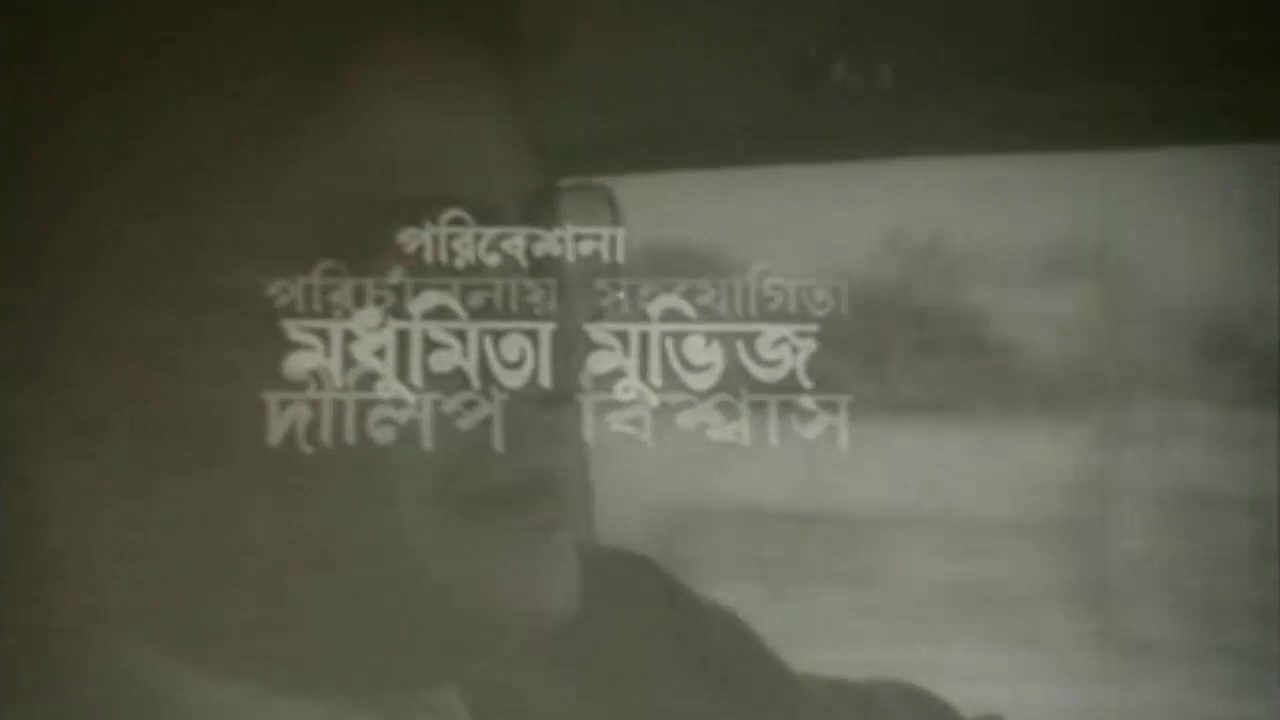 পরিবেশনা
পরিচালনায় সহযোগিতা
মধুমিতা মুভিজ
দীলিপ বিশ্বাস